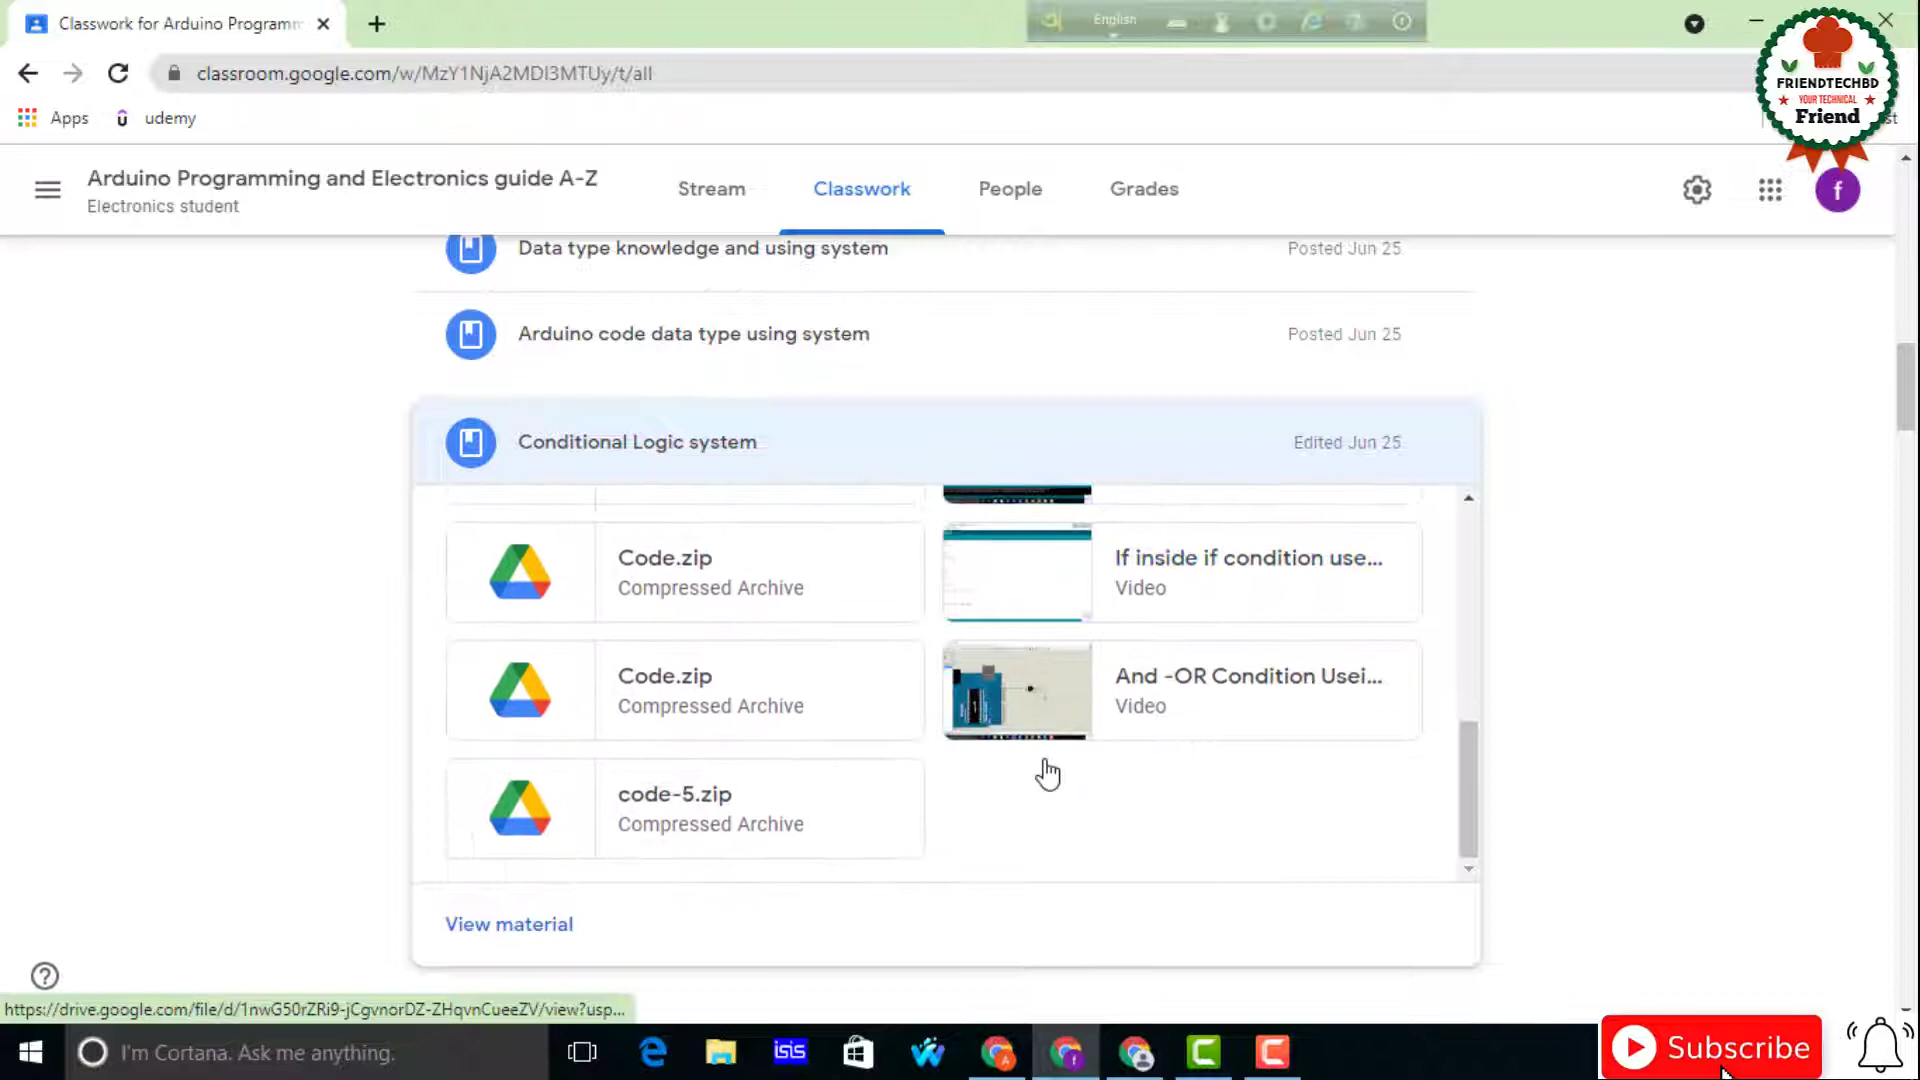 Classwork for Arduino Programm
English
classroom.google.com/w/MzY1NjA2MDI3MTUy/t/all
Apps
udemy
FRIENDTECHBD
YOUR TECHNICAL
Friend
st
Arduino Programming and Electronics guide A-Z
Electronics student
Stream
Classwork
People
Grades
f
Data type knowledge and using system
Posted Jun 25
Arduino code data type using system
Posted Jun 25
Conditional Logic system
Edited Jun 25
Code.zip
Compressed Archive
If inside if condition use...
Video
Code.zip
Compressed Archive
And -OR Condition Usei...
Video
code-5.zip
Compressed Archive
View material
https://drive.google.com/file/d/1nwG50rZRi9-jCgvnorDZ-ZHqvnCueeZV/view?usp...
I'm Cortana. Ask me anything.
isis
Subscribe